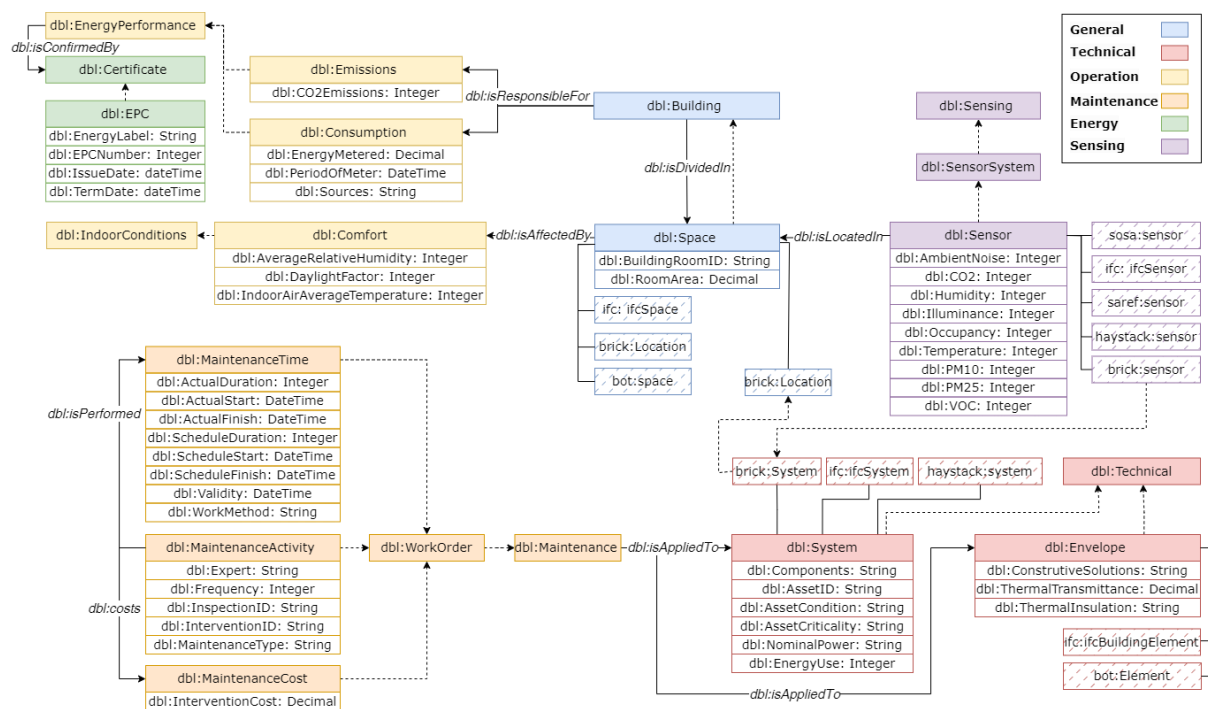 dbl:EnergyPerformance
dbl:isConfirmedBy
dbl:Certificate
dbl:EPC
dbl:EnergyLabel: String
dbl:EPCNumber: Integer
dbl:IssueDate: dateTime
dbl:TermDate: dateTime
dbl:Emissions
dbl:CO2Emissions: Integer
dbl:Consumption
dbl:EnergyMetered: Decimal
dbl:PeriodOfMeter: DateTime
dbl:Sources: String
dbl:isResponsibleFor
dbl:Building
dbl:isDividedIn
dbl:Sensing
dbl:SensorSystem
General
Technical
Operation
Maintenance
Energy
Sensing
dbl:IndoorConditions
dbl:Comfort
dbl:AverageRelativeHumidity: Integer
dbl:DaylightFactor: Integer
dbl:IndoorAirAverageTemperature: Integer
dbl:isAffectedBy
dbl:Space
dbl:BuildingRoomID: String
dbl:RoomArea: Decimal
ifc: ifcSpace
brick:Location
bot:space
brick:Location
dbl:isLocatedIn
dbl:Sensor
dbl:AmbientNoise: Integer
dbl:CO2: Integer
dbl:Humidity: Integer
dbl:Illuminance: Integer
dbl:Occupancy: Integer
dbl:Temperature: Integer
dbl:PM10: Integer
dbl:PM25: Integer
dbl:VOC: Integer
sosa:sensor
ifc: ifcSensor
saref:sensor
haystack:sensor
brick:sensor
dbl:isPerformed
dbl:MaintenanceTime
dbl:ActualDuration: Integer
dbl:ActualStart: DateTime
dbl:ActualFinish: DateTime
dbl:ScheduleDuration: Integer
dbl:ScheduleStart: DateTime
dbl:ScheduleFinish: DateTime
dbl:Validity: DateTime
dbl:WorkMethod: String
dbl:MaintenanceActivity
dbl:Expert: String
dbl:Frequency: Integer
dbl:InspectionID: String
dbl:InterventionID: String
dbl:MaintenanceType: String
dbl:costs
dbl:MaintenanceCost
dbl:InterventionCost: Decimal
dbl:WorkOrder
dbl:Maintenance
dbl:isAppliedTo
brick:System
ifc:ifcSystem
haystack:system
dbl:Technical
dbl:System
dbl:Components: String
dbl:AssetID: String
dbl:AssetCondition: String
dbl:AssetCriticality: String
dbl:NominalPower: String
dbl:EnergyUse: Integer
dbl:isAppliedTo
dbl:Envelope
dbl:ConstrutiveSolutions: String
dbl:ThermalTransmittance: Decimal
dbl:ThermalInsulation: String
ifc:ifcBuildingElement
bot:Element